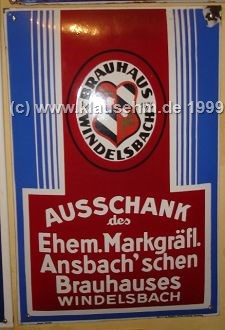 BRAUHAUS
WINDELSBACH
(c) www.klausehm.de 1999
AUSSCHANK
des
Ehem. Markgräfl.
Ansbach'schen
Brauhauses
WINDELSBACH